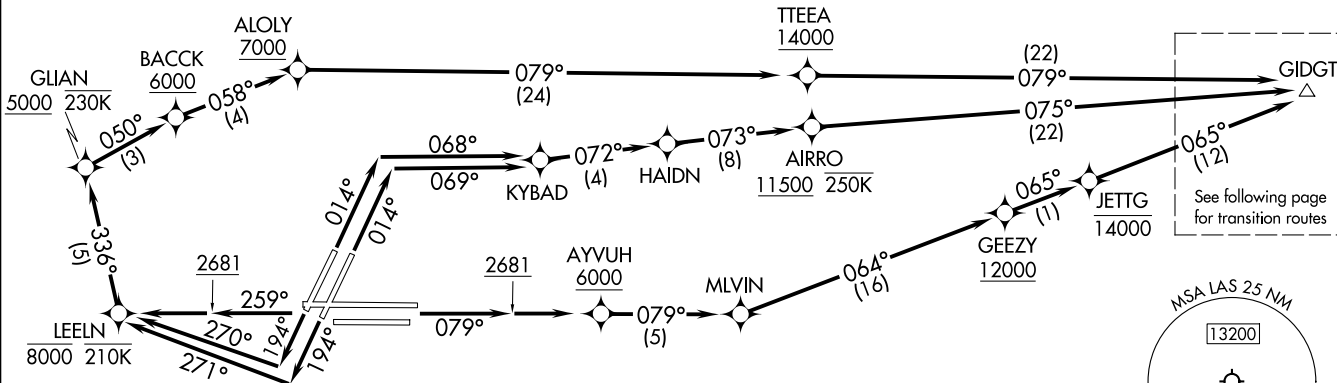 ALOLY
7000
BACCK
6000
GLIAN
5000 230K
050°
(3)
058°
(4)
079°
(24)
TTEEA
14000
(22)
079°
GIDGT
336°
(5)
014°
014°
068°
069°
KYBAD
072°
(4)
HAIDN
073°
(8)
AIRRO
11500 250K
075°
(22)
065°
(12)
See following page
for transition routes
JETTG
14000
065°
(1)
GEEZY
12000
064°
(16)
MLVIN
079°
(5)
AYVUH
6000
2681
079°
2681
259°
LEELN
8000 210K
270°
271°
194°
194°
MSA LAS 25 NM
13200